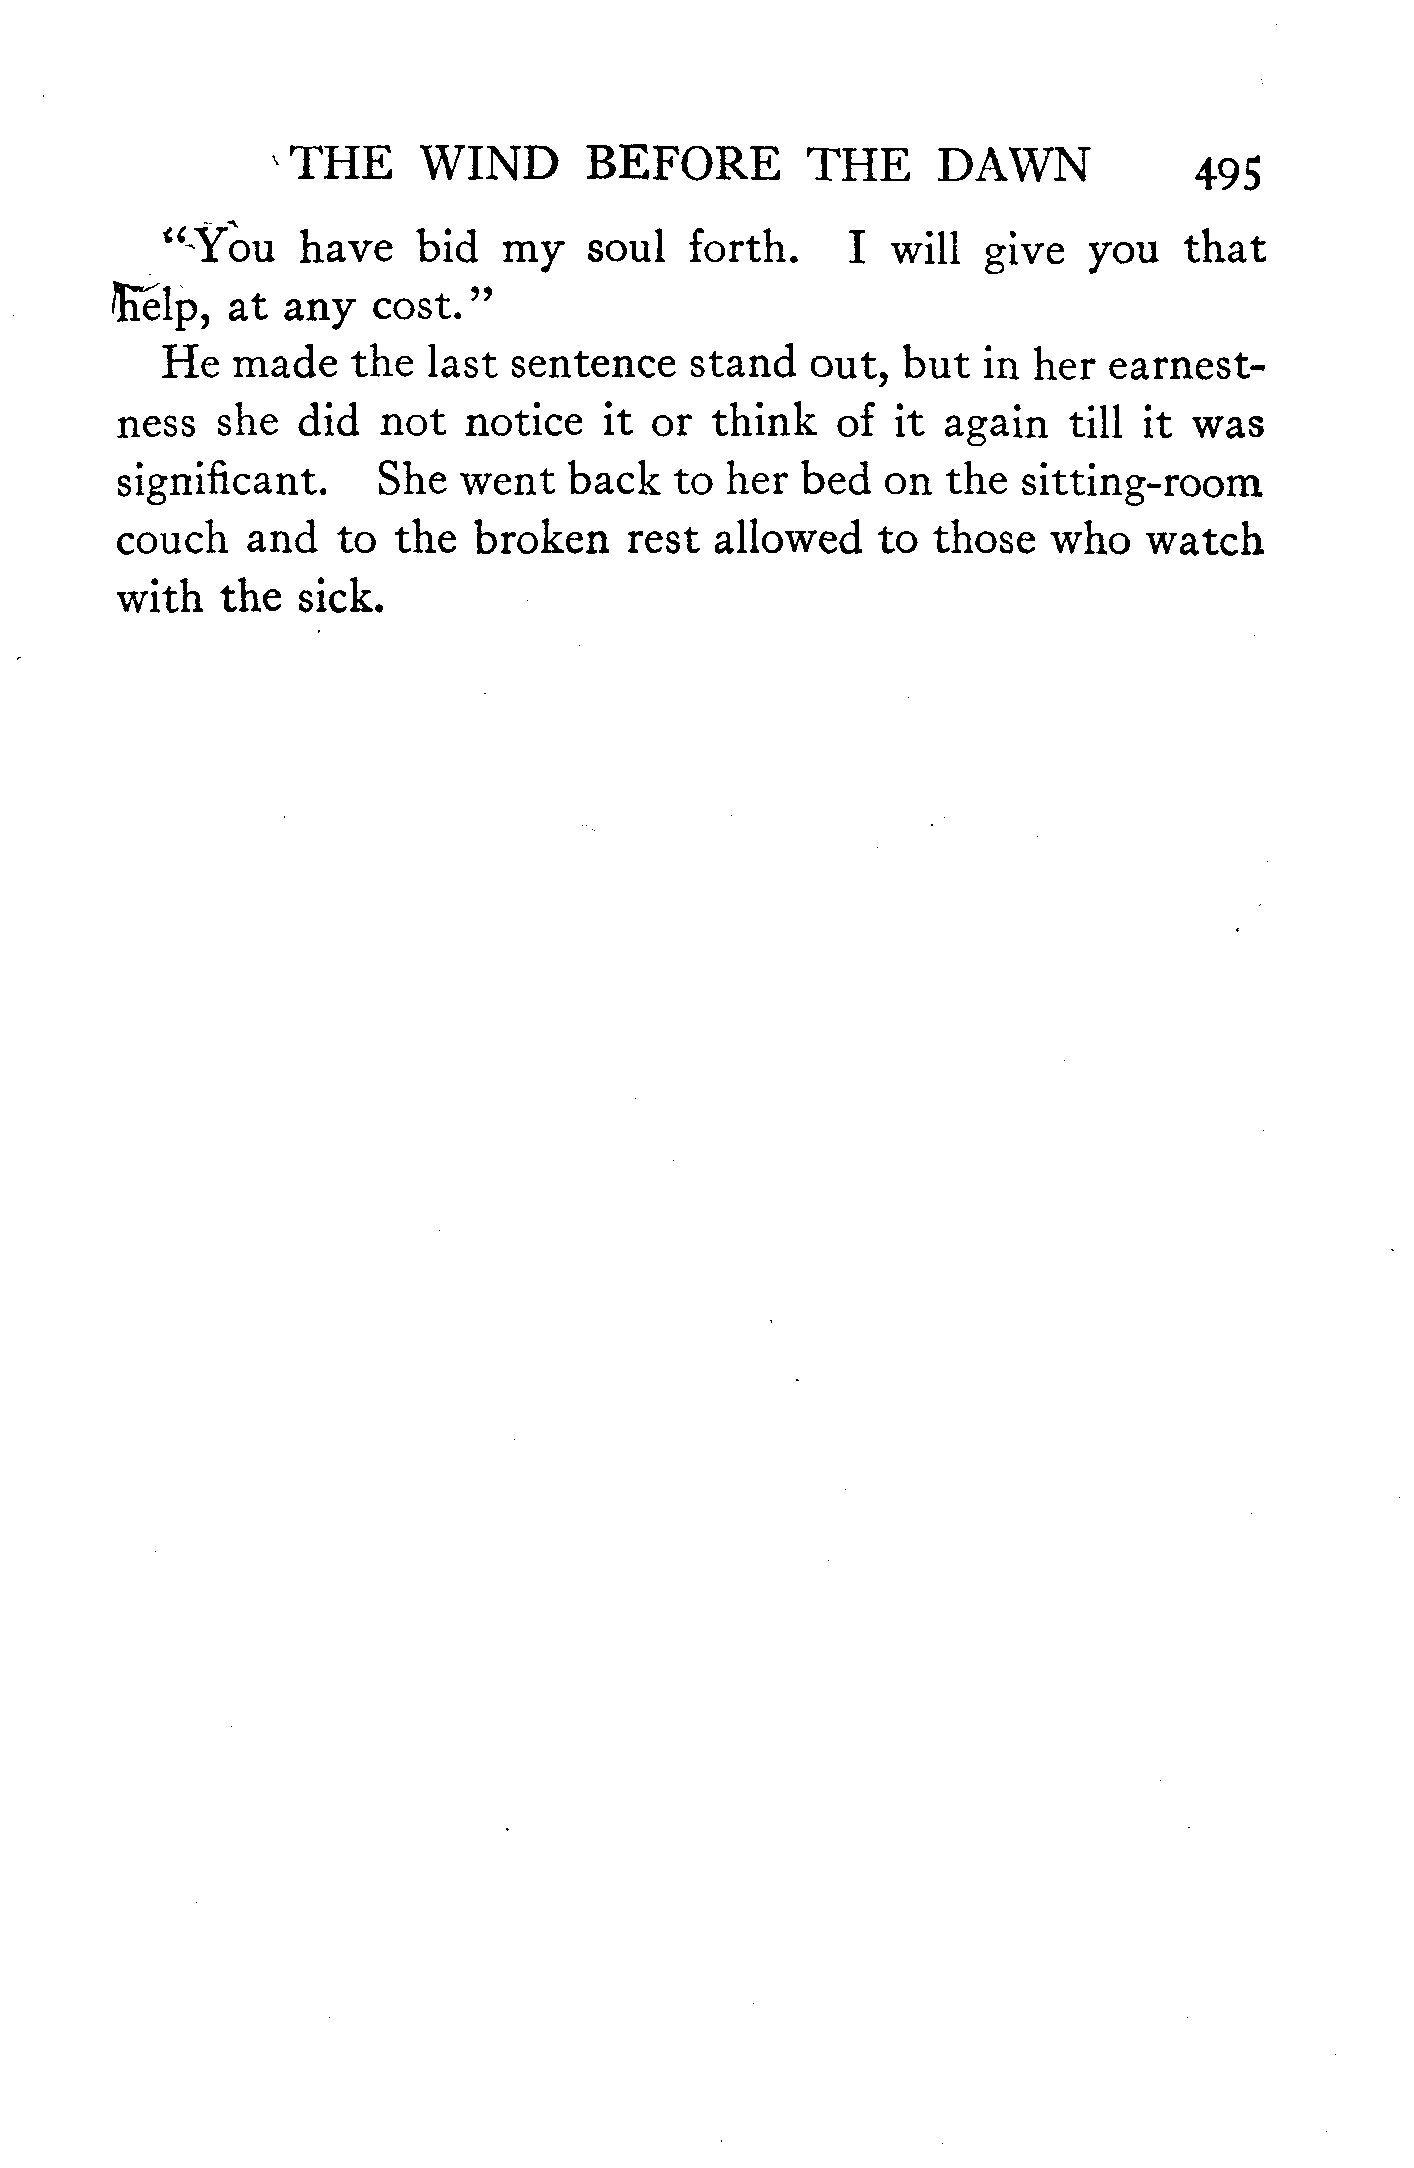 THE WIND BEFORE THE DAWN 495
"You have bid my soul forth. I will give you that
help, at any cost."
He made the last sentence stand out, but in her earnest-
ness she did not notice it or think of it again till it was
significant. She went back to her bed on the sitting-room
couch and to the broken rest allowed to those who watch
with the sick.